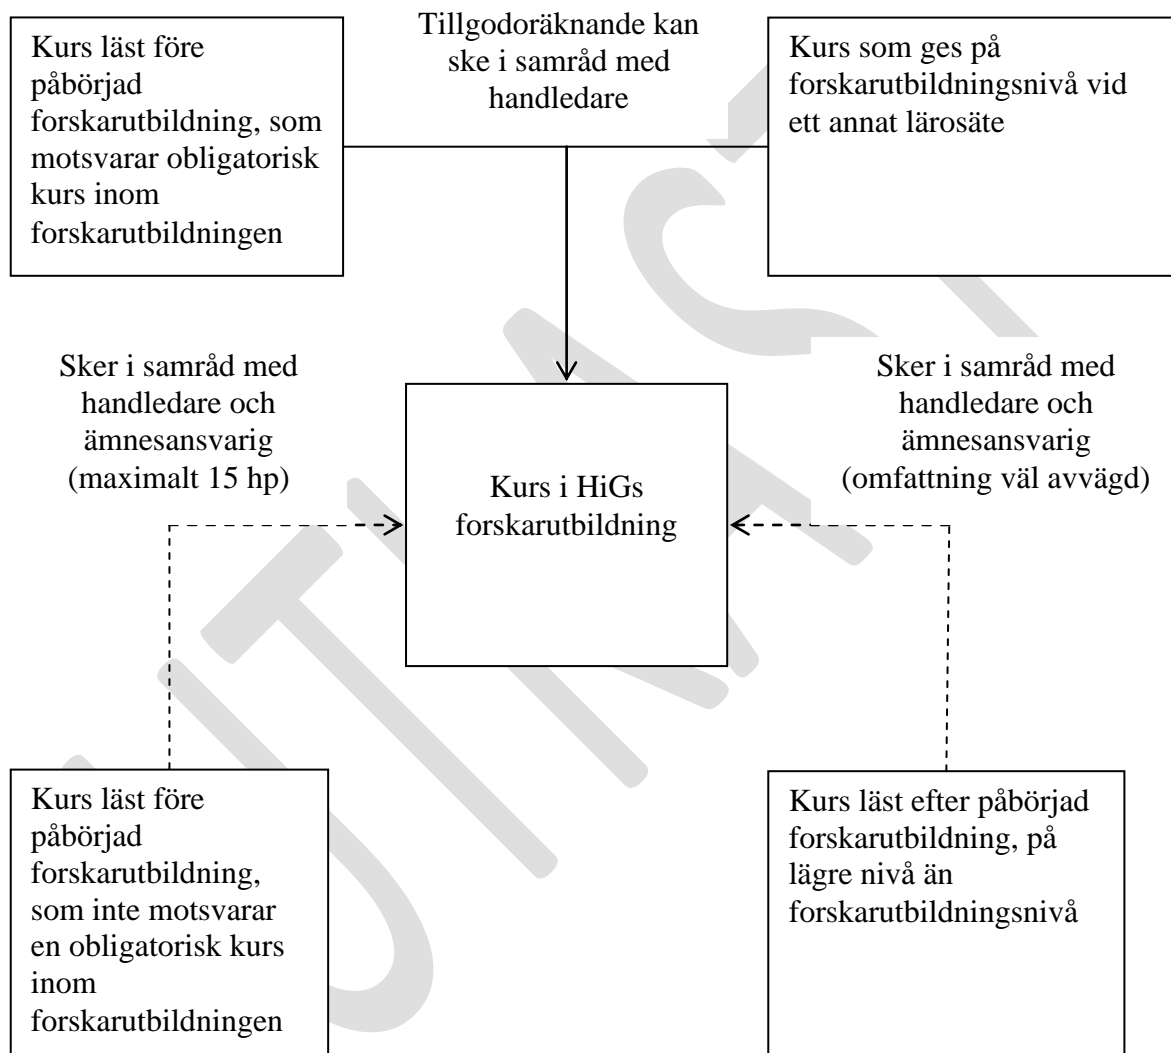 Kurs läst före
påbörjad
forskarutbildning, som
motsvarar obligatorisk
kurs inom
forskarutbildningen
Tillgodoräknande kan
ske i samråd med
handledare
Kurs som ges på
forskarutbildningsnivå vid
ett annat lärosäte
Sker i samråd med
handledare och
ämnesansvarig
(maximalt 15 hp)
Kurs i HiGs
forskarutbildning
Sker i samråd med
handledare och
ämnesansvarig
(omfattning väl avvägd)
Kurs läst före
påbörjad
forskarutbildning,
som inte motsvarar
en obligatorisk kurs
inom
forskarutbildningen
Kurs läst efter påbörjad
forskarutbildning, på
lägre nivå än
forskarutbildningsnivå
UTKAST